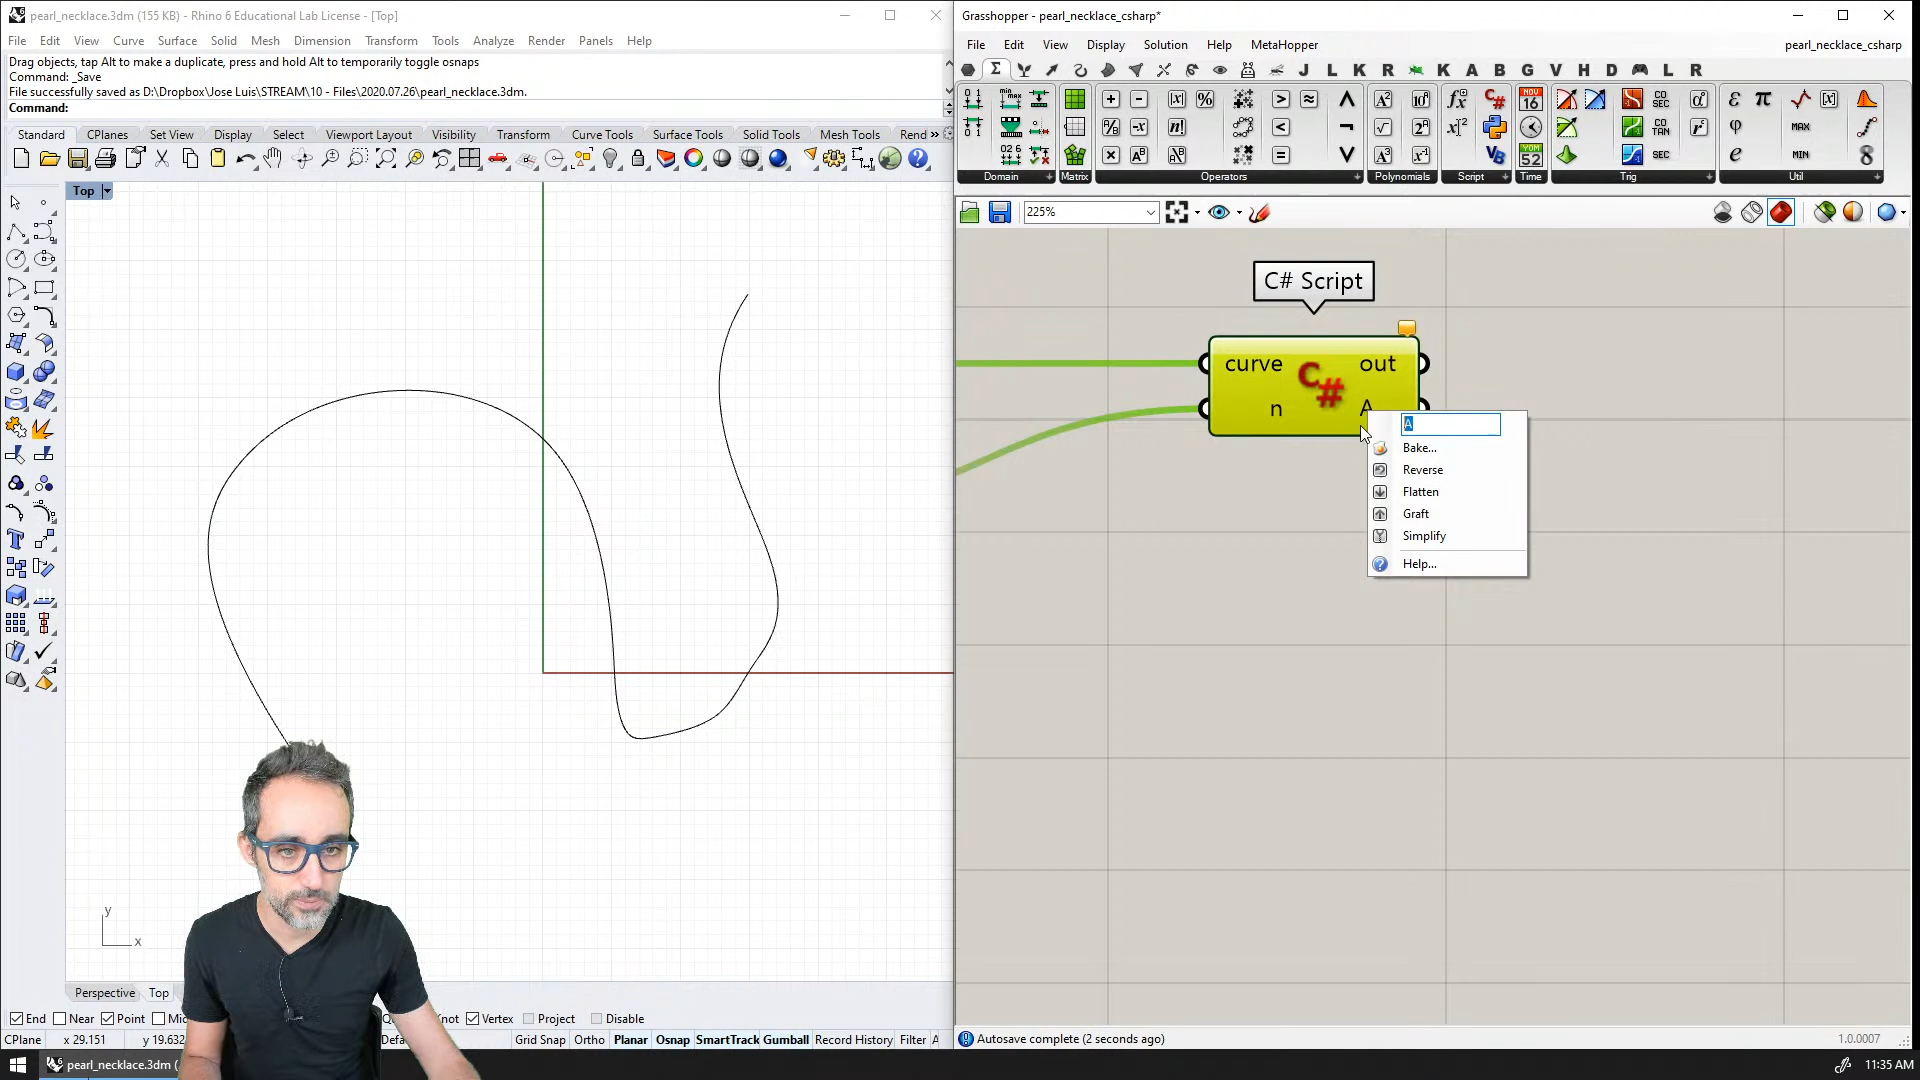 pearl_necklace.3dm (155 KB) - Rhino 6 Educational Lab License - [Top]
File Edit View Curve Surface Solid Mesh Dimension Transform Tools Analyze Render Panels Help
Drag objects, tap Alt to make a duplicate, press and hold Alt to temporarily toggle osnaps
Command: _Save
File successfully saved as D:\Dropbox\Jose Luis\STREAM\10 - Files\2020.07.26\pearl_necklace.3dm.
Command:
Standard CPlanes Set View Display Select Viewport Layout Visibility Transform Curve Tools Surface Tools Solid Tools Mesh Tools Rend »
Top
y
x
Perspective Top
End Near Point Mid not Vertex Project Disable
CPlane x 29.151 y 19.632 Defa Grid Snap Ortho Planar Osnap SmartTrack Gumball Record History Filter A
pearl_necklace.3dm (
Grasshopper - pearl_necklace_csharp*
File Edit View Display Solution Help MetaHopper pearl_necklace_csharp
J L K R K A B G V H D L R
Domain Matrix Operators Polynomials Script Time Trig Util
225%
C# Script
curve C# out
n A
A
Bake...
Reverse
Flatten
Graft
Simplify
Help...
Autosave complete (2 seconds ago) 1.0.0007
11:35 AM